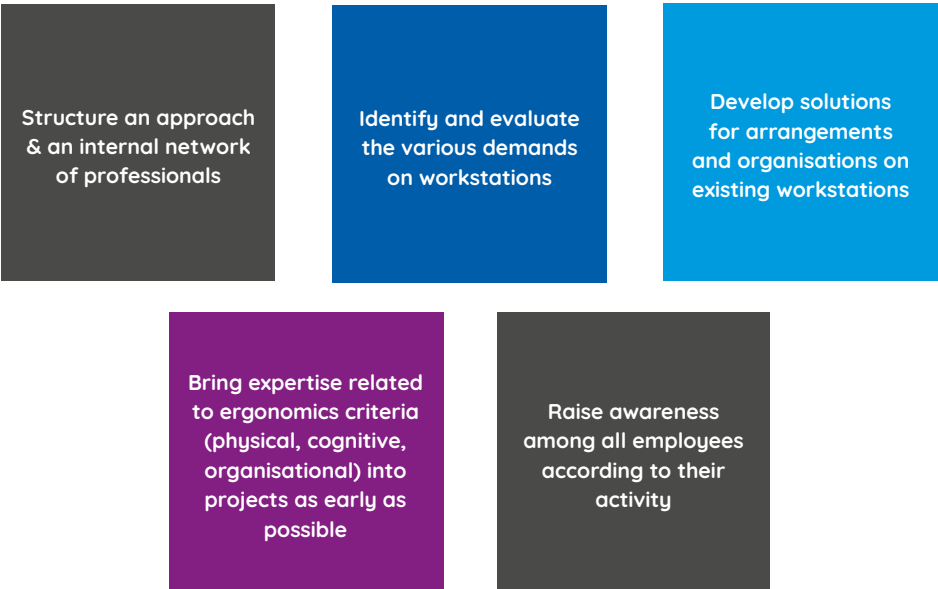 Structure an approach
& an internal network
of professionals
Identify and evaluate
the various demands
on workstations
Develop solutions
for arrangements
and organisations on
existing workstations
Bring expertise related
to ergonomics criteria
(physical, cognitive,
organisational) into
projects as early as
possible
Raise awareness
among all employees
according to their
activity